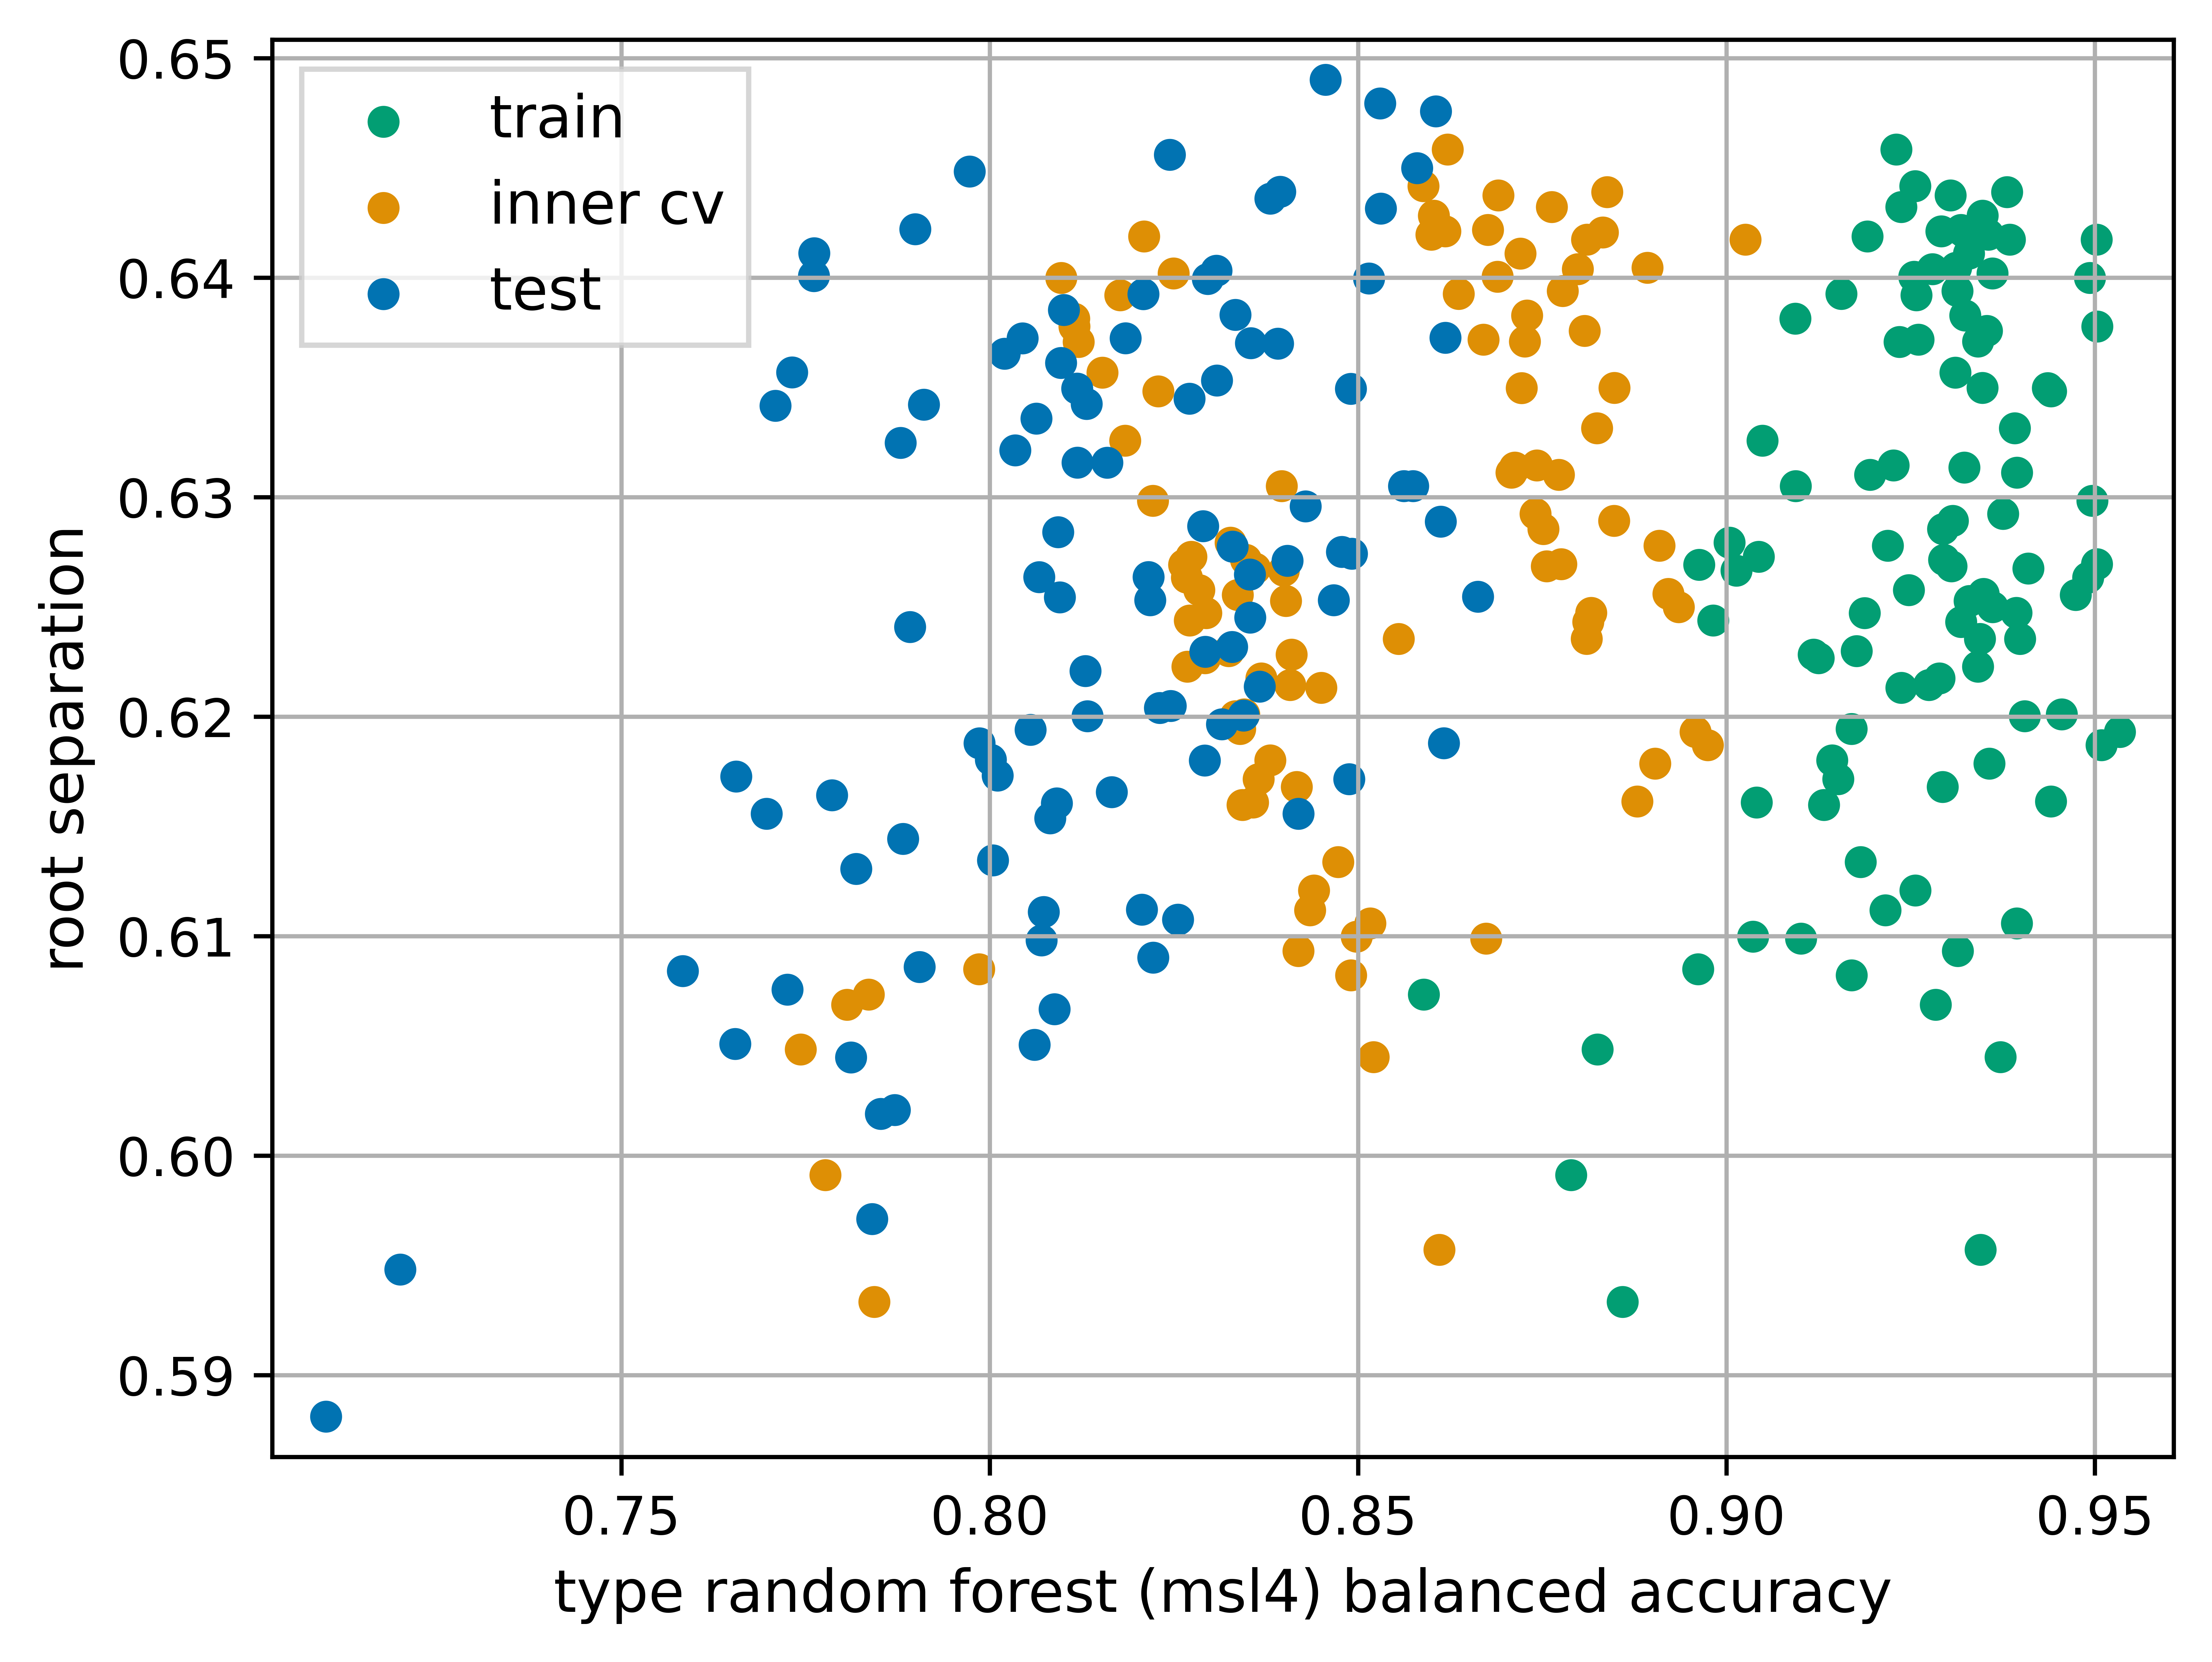 0.65
0.64
0.63
0.62
0.61
0.60
0.59
root separation
train
inner cv
test
0.75 0.80 0.85 0.90 0.95
type random forest (msl4) balanced accuracy